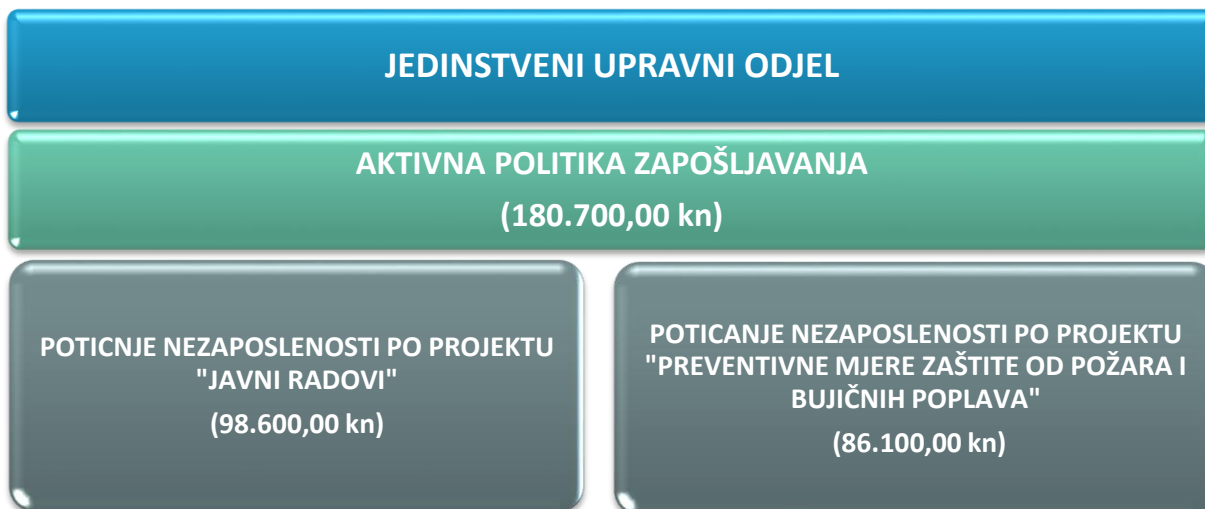 JEDINSTVENI UPRAVNI ODJEL
AKTIVNA POLITIKA ZAPOŠLJAVANJA
(180.700,00 kn)
POTICNJE NEZAPOSLENOSTI PO PROJEKTU
"JAVNI RADOVI"
(98.600,00 kn)
POTICANJE NEZAPOSLENOSTI PO PROJEKTU
"PREVENTIVNE MJERE ZAŠTITE OD POŽARA I
BUJIČNIH POPLAVA"
(86.100,00 kn)